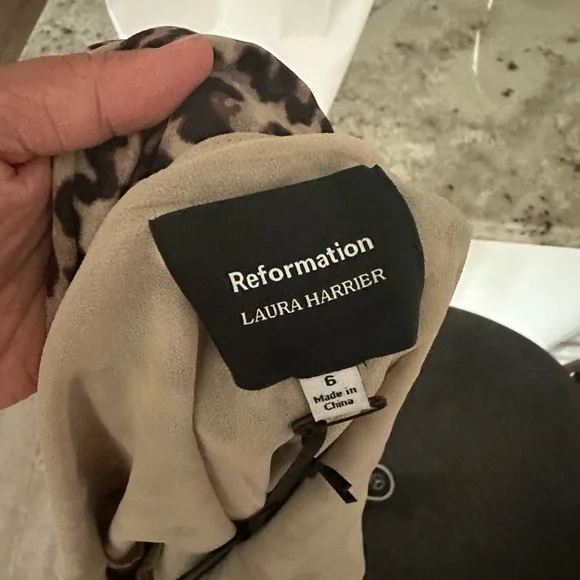 Reformation
LAURA HARRIER
6
Made in
China